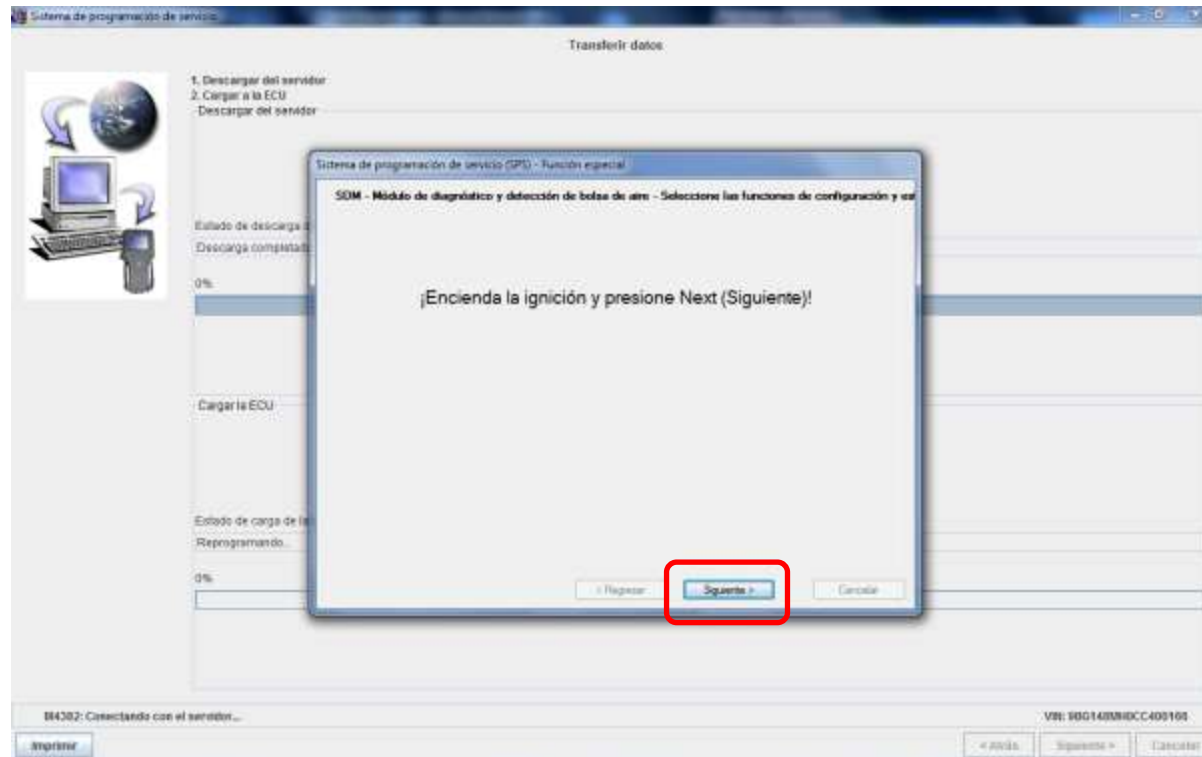 Sistema de programación de servicio
Transferir datos
1. Descargar del servidor
2. Cargar a la ECU
Descargar del servidor
Sistema de programación de servicio (SPS) - Función especial
SDM - Módulo de diagnóstico y detección de bolsa de aire - Seleccione las funciones de configuración y
Estado de descarga
Descarga completada
0%
¡Encienda la ignición y presione Next (Siguiente)!
Cargar la ECU
Estado de carga de la
Reprogramando...
0%
< Regresar
Siguiente >
Cancelar
Conectando con el servidor...
VIN:
Imprimir
< Atrás
Siguiente >
Cancelar